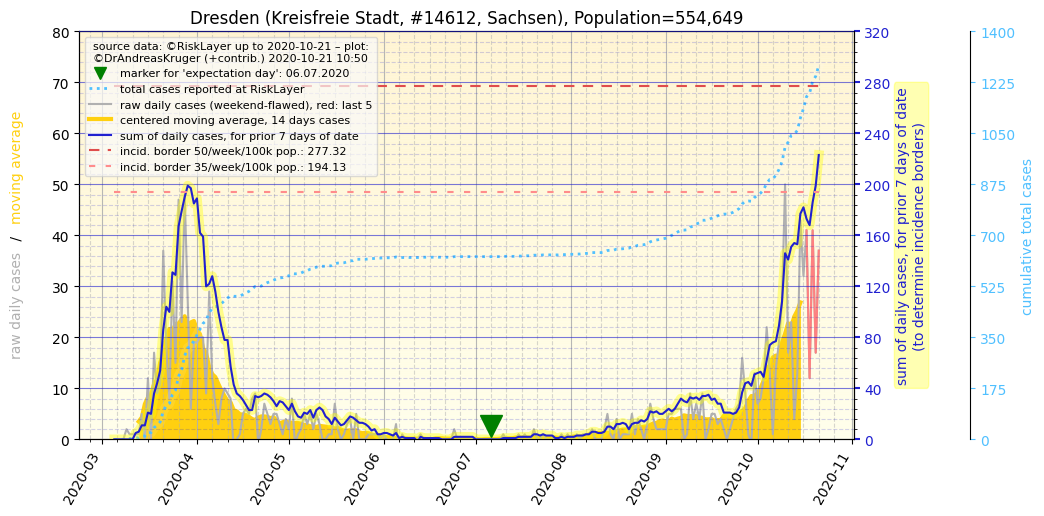 Dresden (Kreisfreie Stadt, #14612, Sachsen), Population=554,649
source data: ©RiskLayer up to 2020-10-21 – plot:
©DrAndreasKruger (+contrib.) 2020-10-21 10:50
marker for 'expectation day': 06.07.2020
total cases reported at RiskLayer
raw daily cases (weekend-flawed), red: last 5
centered moving average, 14 days cases
sum of daily cases, for prior 7 days of date
incid. border 50/week/100k pop.: 277.32
incid. border 35/week/100k pop.: 194.13
raw daily cases / moving average
80
70
60
50
40
30
20
10
0
320
280
240
200
160
120
80
40
0
sum of daily cases, for prior 7 days of date
(to determine incidence borders)
1400
1225
1050
875
700
525
350
175
0
cumulative total cases
2020-03
2020-04
2020-05
2020-06
2020-07
2020-08
2020-09
2020-10
2020-11